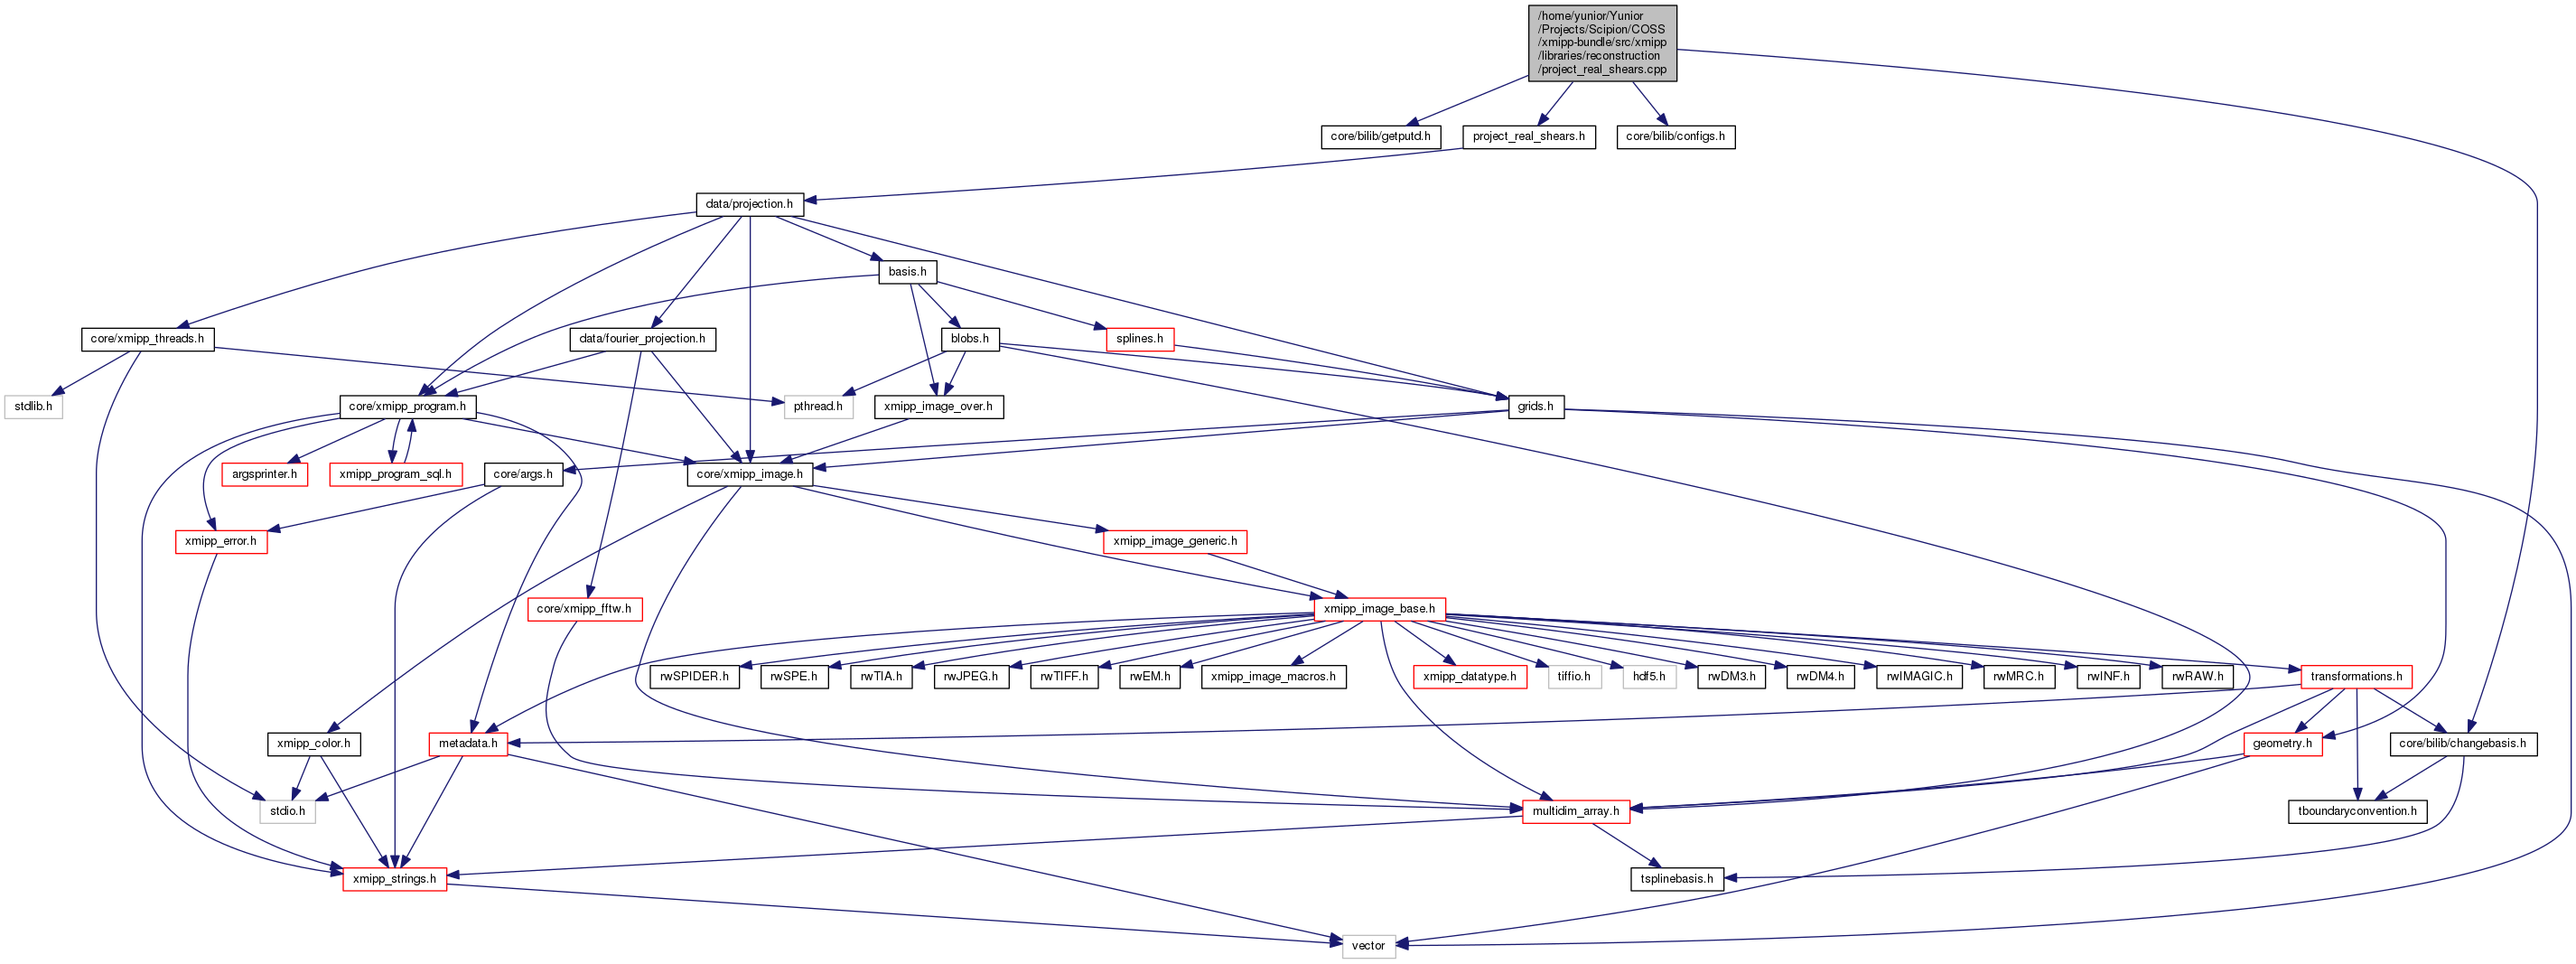 /home/yunior/Yunior
/Projects/Scipion/COSS
/xmipp-bundle/src/xmipp
/libraries/reconstruction
/project_real_shears.cpp
core/bilib/getputd.h
project_real_shears.h
core/bilib/configs.h
data/projection.h
basis.h
core/xmipp_threads.h
data/fourier_projection.h
blobs.h
splines.h
stdlib.h
core/xmipp_program.h
pthread.h
xmipp_image_over.h
grids.h
argsprinter.h
xmipp_program_sql.h
core/args.h
core/xmipp_image.h
xmipp_error.h
xmipp_image_generic.h
core/xmipp_fftw.h
xmipp_image_base.h
rwSPIDER.h
rwSPE.h
rwTIA.h
rwJPEG.h
rwTIFF.h
rwEM.h
xmipp_image_macros.h
xmipp_datatype.h
tiffio.h
hdf5.h
rwDM3.h
rwDM4.h
rwIMAGIC.h
rwMRC.h
rwINF.h
rwRAW.h
transformations.h
xmipp_color.h
metadata.h
geometry.h
core/bilib/changebasis.h
stdio.h
multidim_array.h
tboundaryconvention.h
xmipp_strings.h
tsplinebasis.h
vector